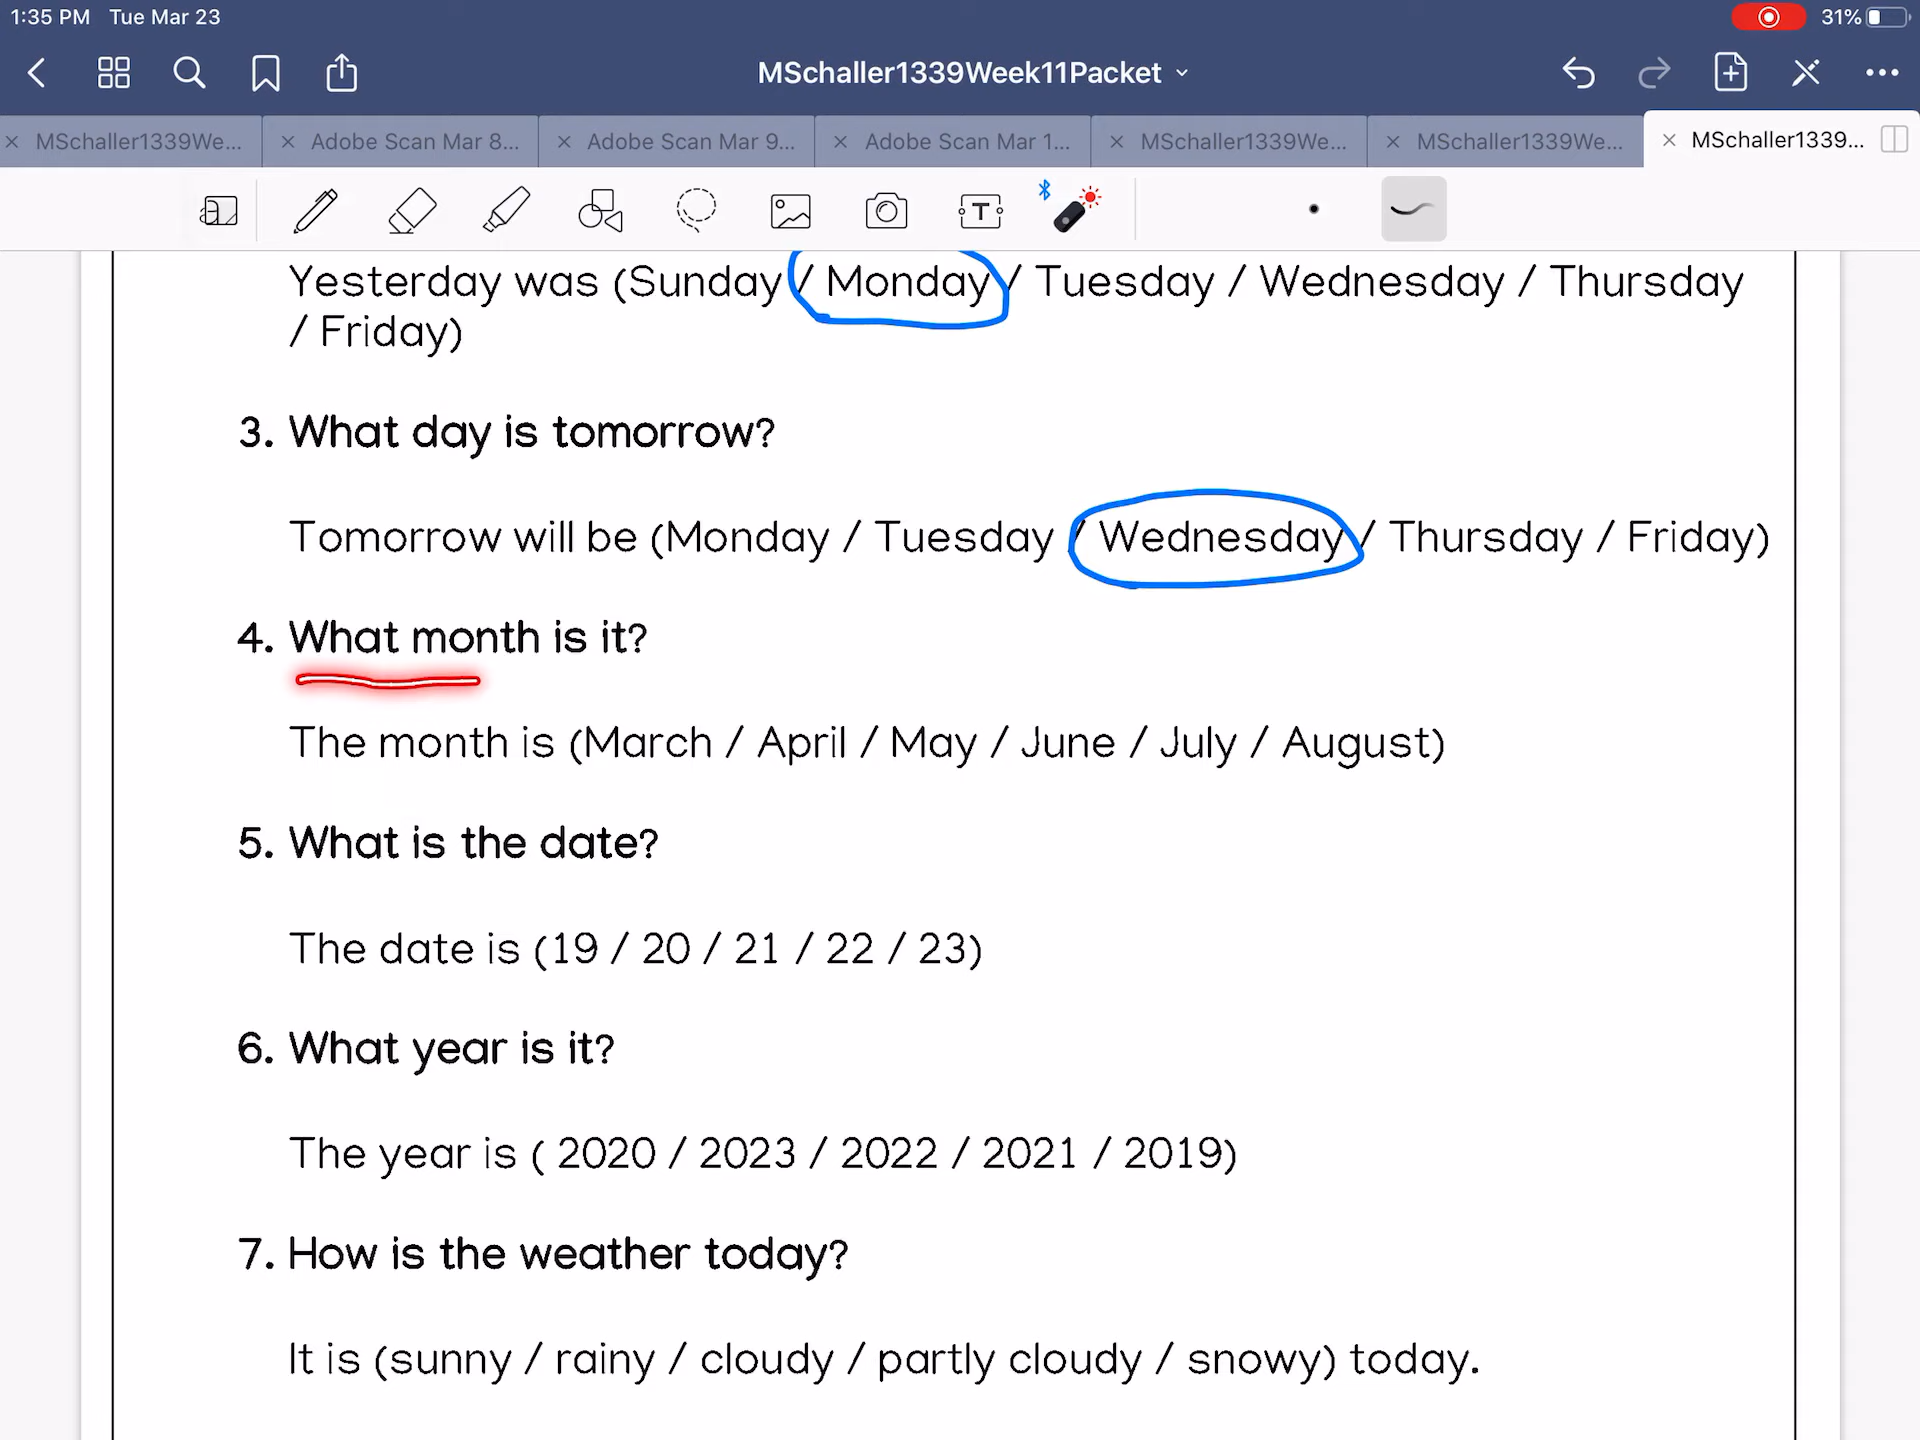 1:35 PM Tue Mar 23
31%
MSchaller1339Week11Packet
MSchaller1339We...
Adobe Scan Mar 8...
Adobe Scan Mar 9...
Adobe Scan Mar 1...
MSchaller1339We...
MSchaller1339We...
MSchaller1339...
Yesterday was (Sunday / Monday / Tuesday / Wednesday / Thursday
/ Friday)
3. What day is tomorrow?
Tomorrow will be (Monday / Tuesday / Wednesday / Thursday / Friday)
4. What month is it?
The month is (March / April / May / June / July / August)
5. What is the date?
The date is (19 / 20 / 21 / 22 / 23)
6. What year is it?
The year is ( 2020 / 2023 / 2022 / 2021 / 2019)
7. How is the weather today?
It is (sunny / rainy / cloudy / partly cloudy / snowy) today.